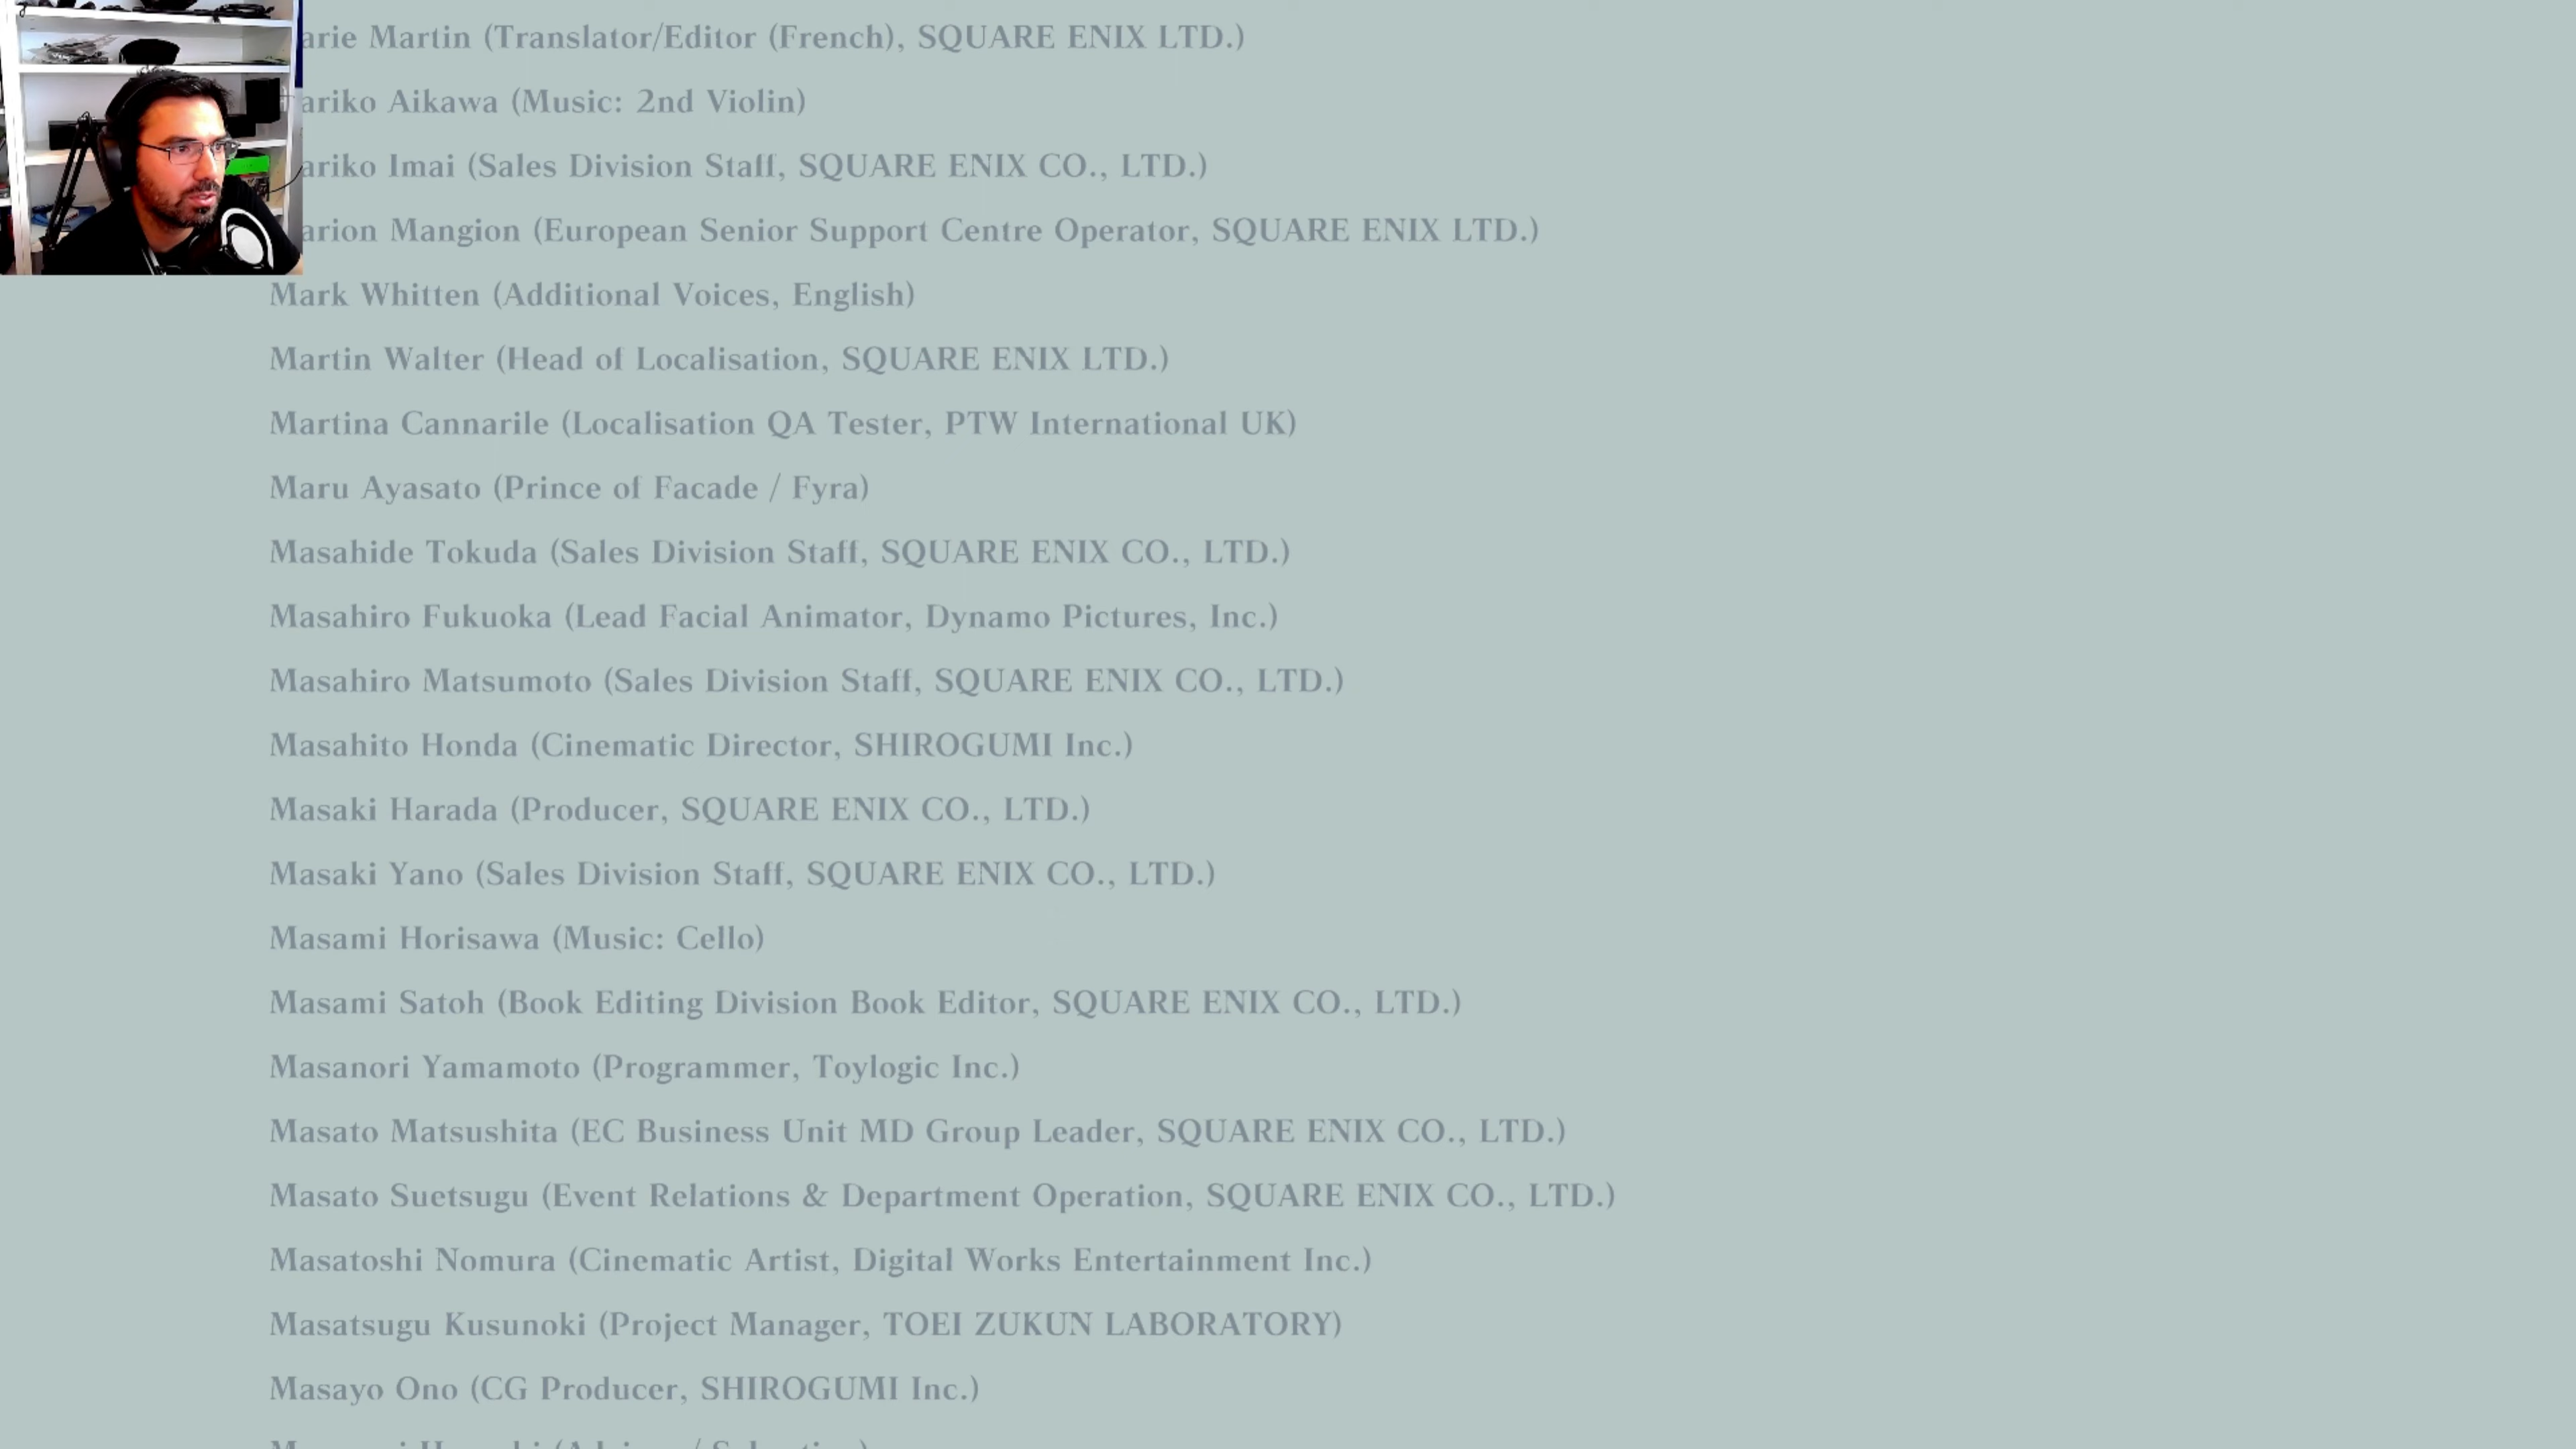 arie Martin (Translator/Editor (French), SQUARE ENIX LTD.)
ariko Aikawa (Music: 2nd Violin)
ariko Imai (Sales Division Staff, SQUARE ENIX CO., LTD.)
arion Mangion (European Senior Support Centre Operator, SQUARE ENIX LTD.)
Mark Whitten (Additional Voices, English)
Martin Walter (Head of Localisation, SQUARE ENIX LTD.)
Martina Cannarile (Localisation QA Tester, PTW International UK)
Maru Ayasato (Prince of Facade / Fyra)
Masahide Tokuda (Sales Division Staff, SQUARE ENIX CO., LTD.)
Masahiro Fukuoka (Lead Facial Animator, Dynamo Pictures, Inc.)
Masahiro Matsumoto (Sales Division Staff, SQUARE ENIX CO., LTD.)
Masahito Honda (Cinematic Director, SHIROGUMI Inc.)
Masaki Harada (Producer, SQUARE ENIX CO., LTD.)
Masaki Yano (Sales Division Staff, SQUARE ENIX CO., LTD.)
Masami Horisawa (Music: Cello)
Masami Satoh (Book Editing Division Book Editor, SQUARE ENIX CO., LTD.)
Masanori Yamamoto (Programmer, Toylogic Inc.)
Masato Matsushita (EC Business Unit MD Group Leader, SQUARE ENIX CO., LTD.)
Masato Suetsugu (Event Relations & Department Operation, SQUARE ENIX CO., LTD.)
Masatoshi Nomura (Cinematic Artist, Digital Works Entertainment Inc.)
Masatsugu Kusunoki (Project Manager, TOEI ZUKUN LABORATORY)
Masayo Ono (CG Producer, SHIROGUMI Inc.)